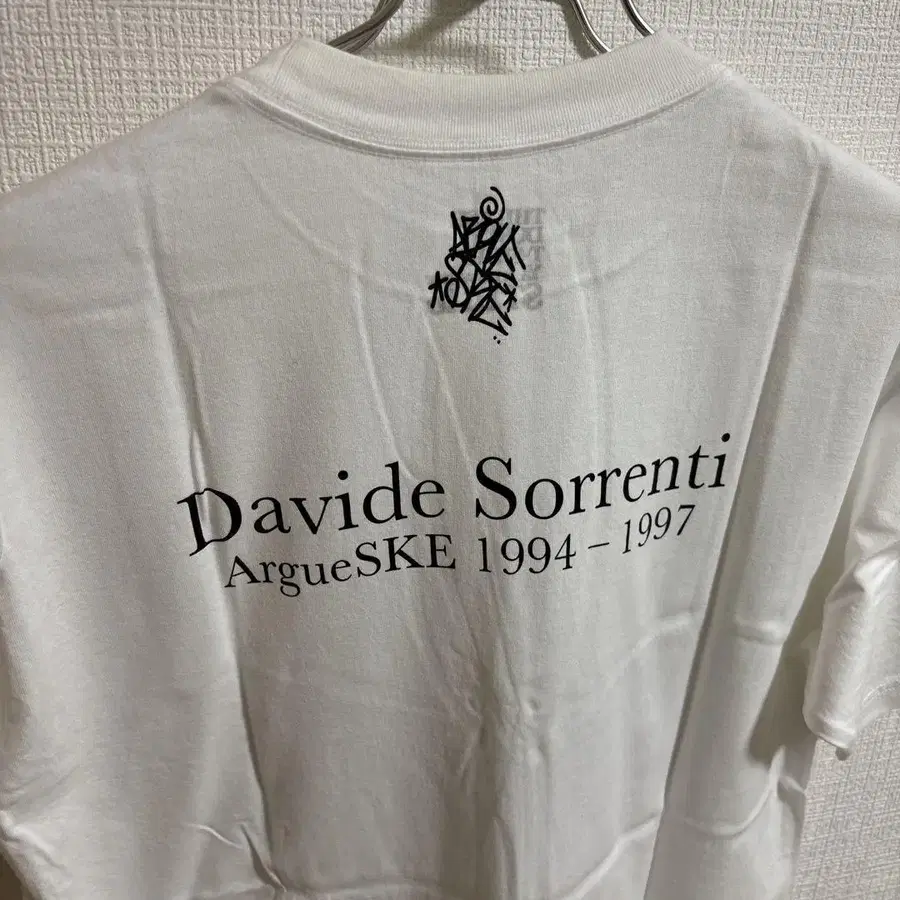 Davide Sorrenti
ArgueSKE 1994 – 1997